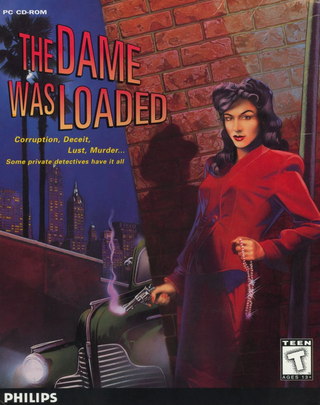 PC CD-ROM
THE DAME
WAS LOADED
Corruption, Deceit,
Lust, Murder...
Some private detectives have it all
TEEN
T
AGES 13+
PHILIPS